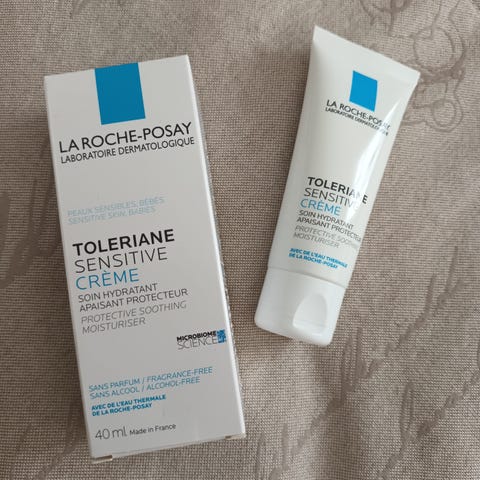 LA ROCHE-POSAY
LABORATOIRE DERMATOLOGIQUE
PEAUX SENSIBLES, BÉBÉS
SENSITIVE SKIN, BABIES
TOLERIANE
SENSITIVE
CRÈME
SOIN HYDRATANT
APAISANT PROTECTEUR
PROTECTIVE SOOTHING
MOISTURISER
MICROBIOME
SCIENCE
SANS PARFUM / FRAGRANCE-FREE
SANS ALCOOL / ALCOHOL-FREE
AVEC DE L'EAU THERMALE
DE LA ROCHE-POSAY
40 ml Made in France
LA ROCHE-POSAY
LABORATOIRE DERMATOLOGIQUE
TOLERIANE
SENSITIVE
CRÈME
SOIN HYDRATANT
APAISANT PROTECTEUR
PROTECTIVE SOOTHING
MOISTURISER
AVEC DE L'EAU THERMALE
DE LA ROCHE-POSAY